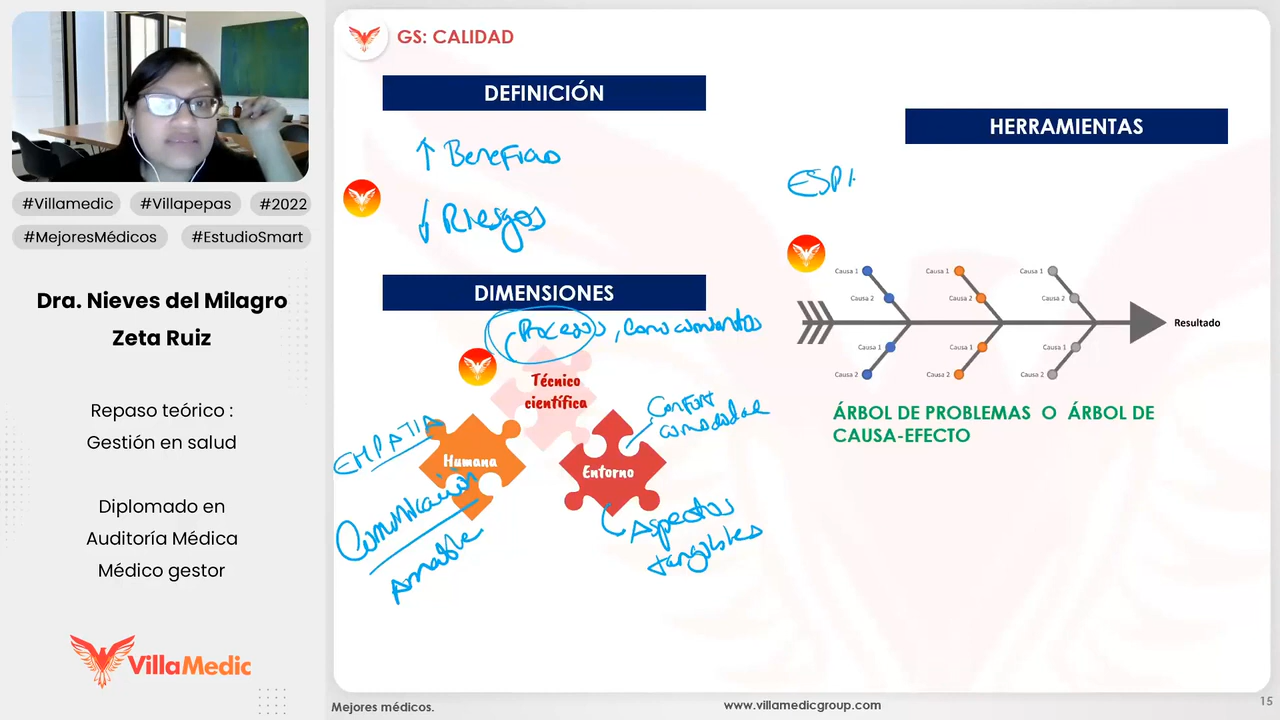 #Villamedic
#Villapepas
#2022
#MejoresMédicos
#EstudioSmart
Dra. Nieves del Milagro
Zeta Ruiz
Repaso teórico :
Gestión en salud
Diplomado en
Auditoría Médica
Médico gestor
VillaMedic
GS: CALIDAD
DEFINICIÓN
↑ Beneficios
↓ Riesgos
DIMENSIONES
Procesos, conocimientos
Técnico
científica
EMPATIA
Humana
Comunicación
Amable
Confort
comodidad
Entorno
Aspectos
tangibles
HERRAMIENTAS
ESPI
Causa 1
Causa 1
Causa 1
Causa 2
Causa 2
Causa 2
Resultado
Causa 1
Causa 1
Causa 1
Causa 2
Causa 2
Causa 2
ÁRBOL DE PROBLEMAS O ÁRBOL DE
CAUSA-EFECTO
Mejores médicos.
www.villamedicgroup.com
15